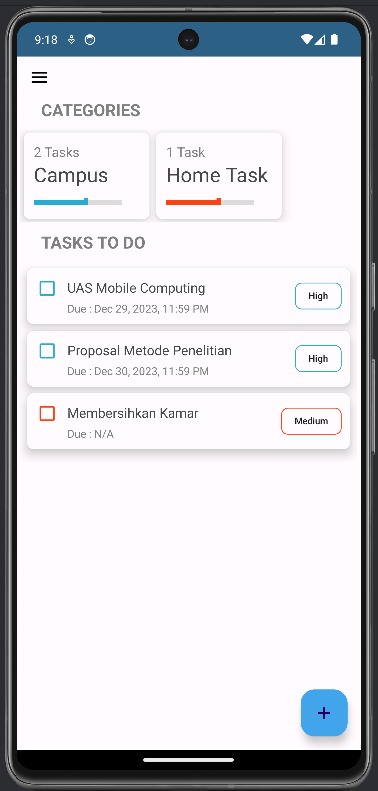 9:18
CATEGORIES
2 Tasks
Campus
1 Task
Home Task
TASKS TO DO
UAS Mobile Computing
Due : Dec 29, 2023, 11:59 PM
High
Proposal Metode Penelitian
Due : Dec 30, 2023, 11:59 PM
High
Membersihkan Kamar
Due : N/A
Medium
+